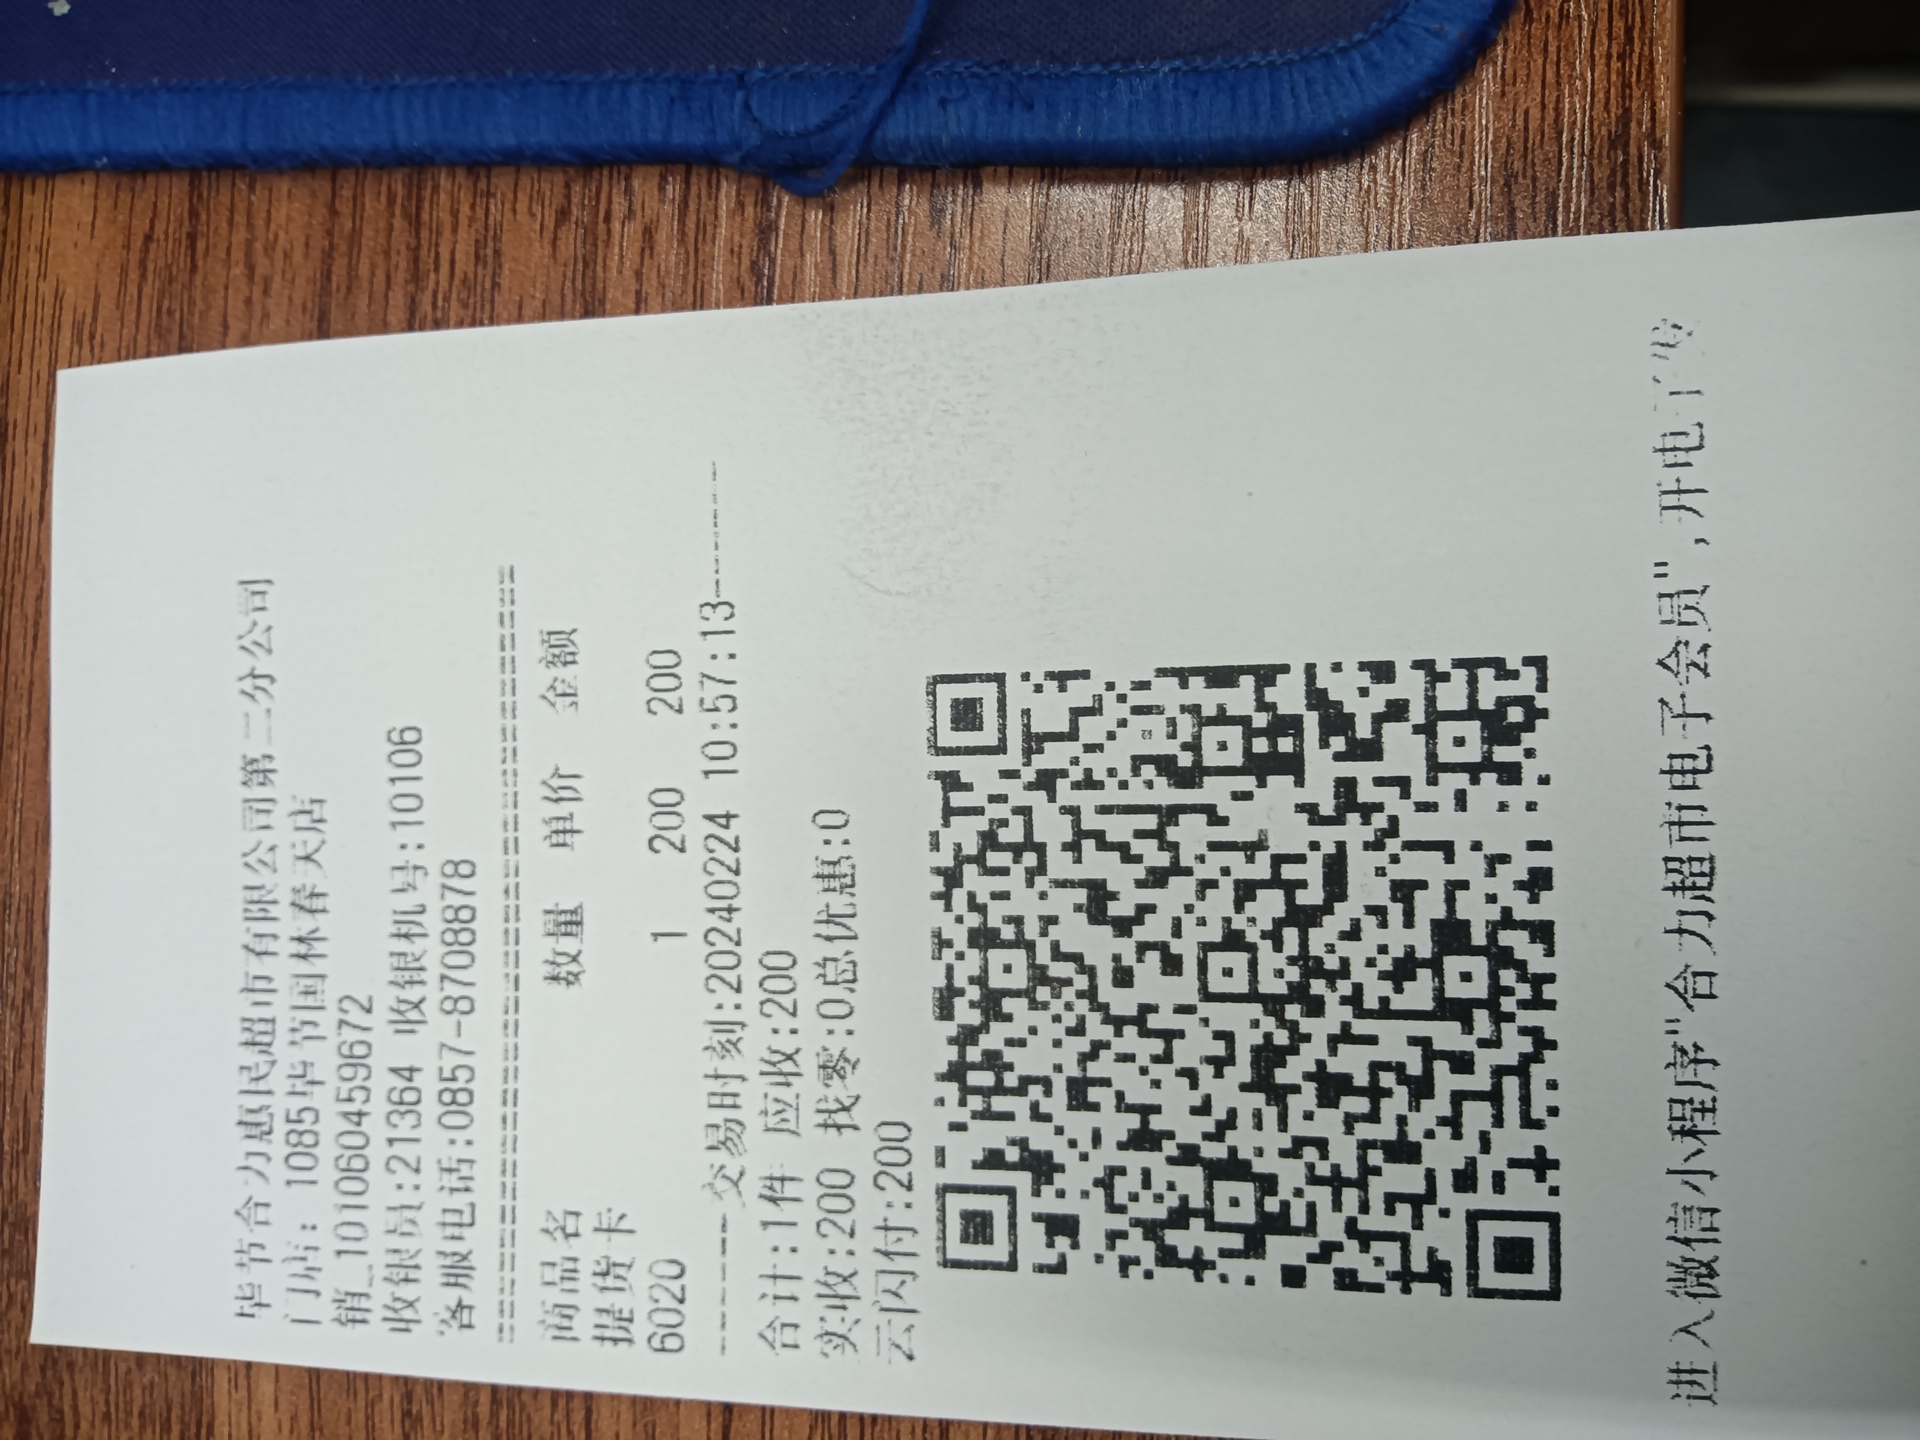 毕节合力惠民超市有限公司第二分公司
门店: 1085毕节国林春天店
销_1010604596​72
收银员:21364 收银机号:10106
客服电话:0857-8708878
商品名 数量 单价 金额
提货卡
6020 1 200 200
------交易时刻:20240224 10:57:13------
合计:1件 应收:200
实收:200 找零:0总优惠:0
云闪付:200
进入微信小程序"合力超市电子会员",开电子发